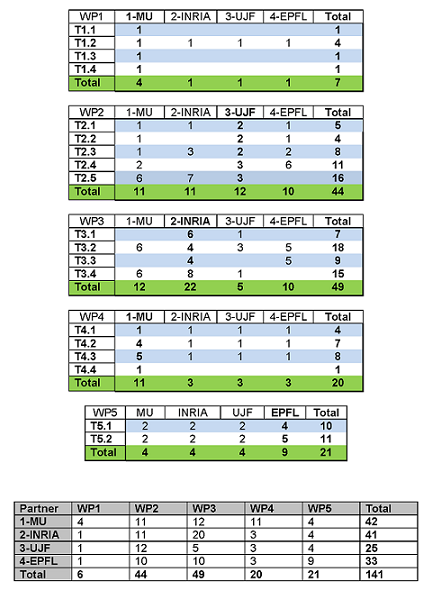 WP1 1-MU 2-INRIA 3-UJF 4-EPFL Total
T1.1 1 1
T1.2 1 1 1 1 4
T1.3 1 1
T1.4 1 1
Total 4 1 1 1 7
WP2 1-MU 2-INRIA 3-UJF 4-EPFL Total
T2.1 1 1 2 1 5
T2.2 1 2 1 4
T2.3 1 3 2 2 8
T2.4 2 3 6 11
T2.5 6 7 3 16
Total 11 11 12 10 44
WP3 1-MU 2-INRIA 3-UJF 4-EPFL Total
T3.1 6 1 7
T3.2 6 4 3 5 18
T3.3 4 5 9
T3.4 6 8 1 15
Total 12 22 5 10 49
WP4 1-MU 2-INRIA 3-UJF 4-EPFL Total
T4.1 1 1 1 1 4
T4.2 4 1 1 1 7
T4.3 5 1 1 1 8
T4.4 1 1
Total 11 3 3 3 20
WP5 MU INRIA UJF EPFL Total
T5.1 2 2 2 4 10
T5.2 2 2 2 5 11
Total 4 4 4 9 21
Partner WP1 WP2 WP3 WP4 WP5 Total
1-MU 4 11 12 11 4 42
2-INRIA 1 11 20 3 4 41
3-UJF 1 12 5 3 4 25
4-EPFL 1 10 10 3 9 33
Total 6 44 49 20 21 141